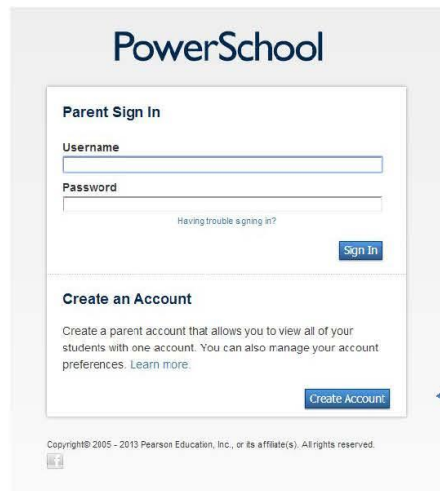 PowerSchool
Parent Sign In
Username
Password
Having trouble signing in?
Sign In
Create an Account
Create a parent account that allows you to view all of your
students with one account. You can also manage your account
preferences. Learn more.
Create Account
Copyright© 2005 - 2013 Pearson Education, Inc., or its affiliate(s). All rights reserved.